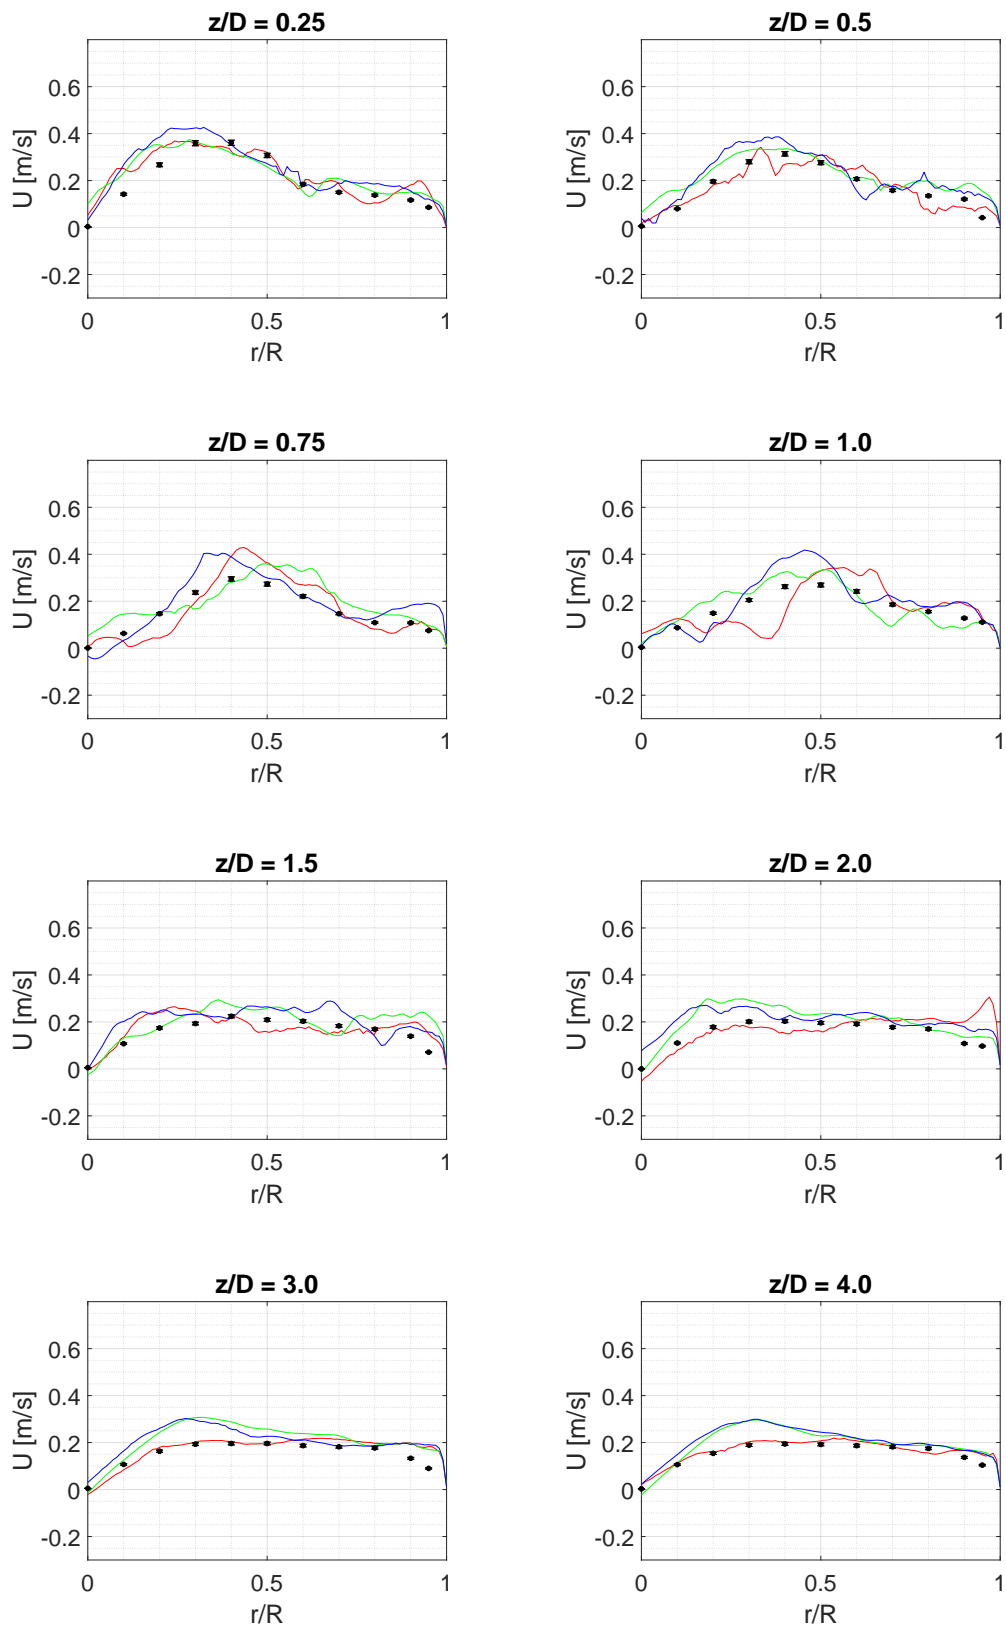 z/D = 0.25
z/D = 0.5
0.6
0.4
0.2
0
-0.2
U [m/s]
0
0.5
1
r/R
0.6
0.4
0.2
0
-0.2
U [m/s]
0
0.5
1
r/R
z/D = 0.75
z/D = 1.0
0.6
0.4
0.2
0
-0.2
U [m/s]
0
0.5
1
r/R
0.6
0.4
0.2
0
-0.2
U [m/s]
0
0.5
1
r/R
z/D = 1.5
z/D = 2.0
0.6
0.4
0.2
0
-0.2
U [m/s]
0
0.5
1
r/R
0.6
0.4
0.2
0
-0.2
U [m/s]
0
0.5
1
r/R
z/D = 3.0
z/D = 4.0
0.6
0.4
0.2
0
-0.2
U [m/s]
0
0.5
1
r/R
0.6
0.4
0.2
0
-0.2
U [m/s]
0
0.5
1
r/R